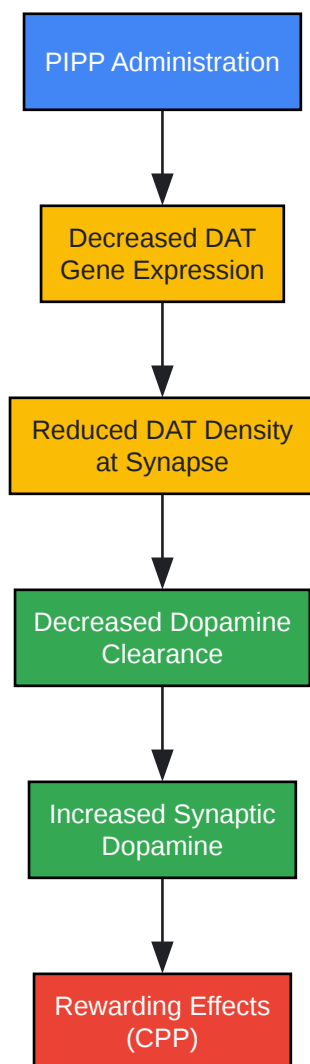 PIPP Administration
Decreased DAT
Gene Expression
Reduced DAT Density
at Synapse
Decreased Dopamine
Clearance
Increased Synaptic
Dopamine
Rewarding Effects
(CPP)